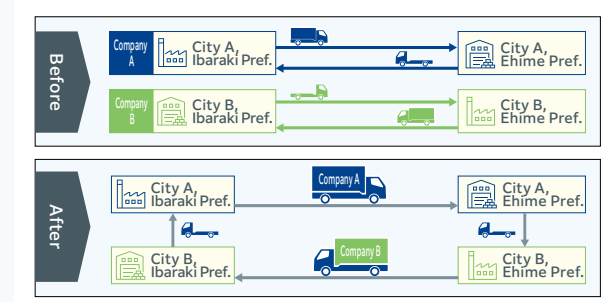 Before
Company
A
City A,
Ibaraki Pref.
City A,
Ehime Pref.
Company
B
City B,
Ibaraki Pref.
City B,
Ehime Pref.
After
City A,
Ibaraki Pref.
Company A
City A,
Ehime Pref.
City B,
Ibaraki Pref.
Company B
City B,
Ehime Pref.